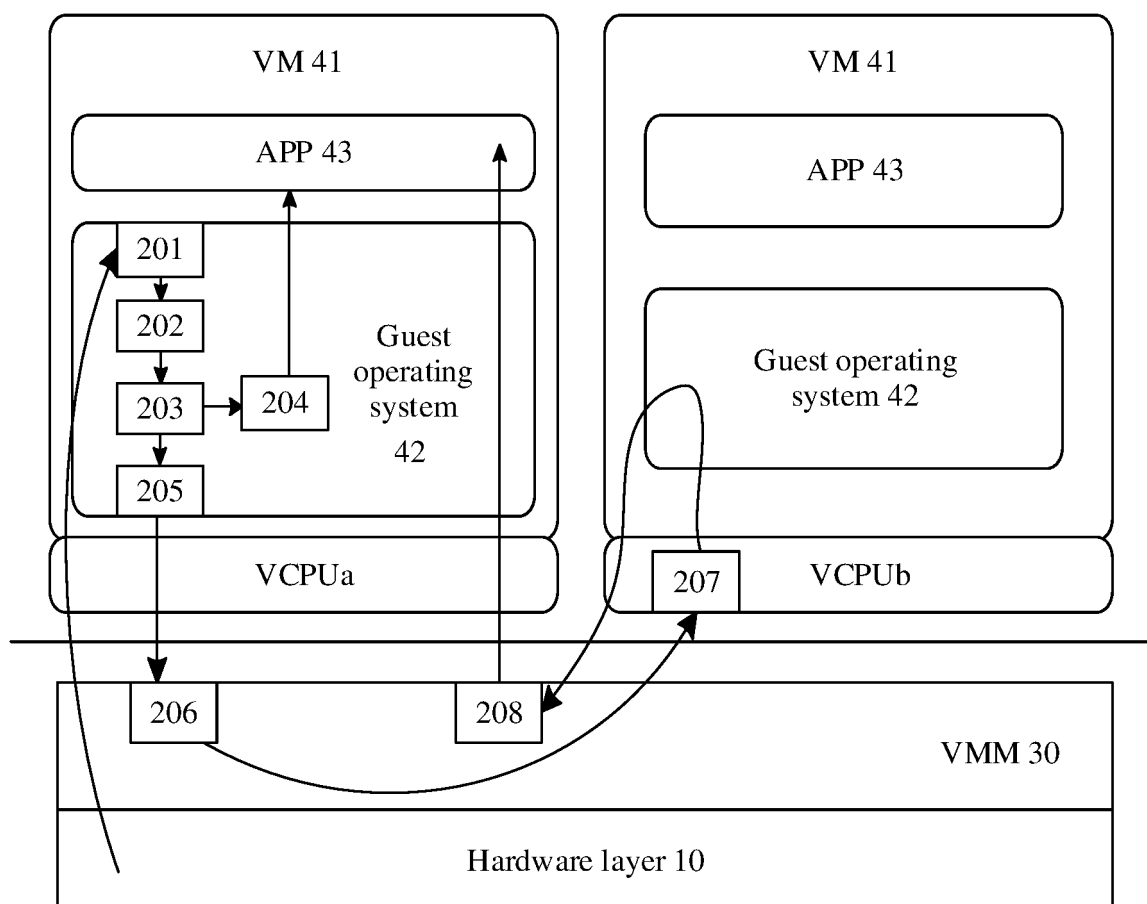 VM 41
APP 43
201
202
203
204
205
Guest
operating
system
42
VCPUa
VM 41
APP 43
Guest operating
system 42
207
VCPUb
206
208
VMM 30
Hardware layer 10